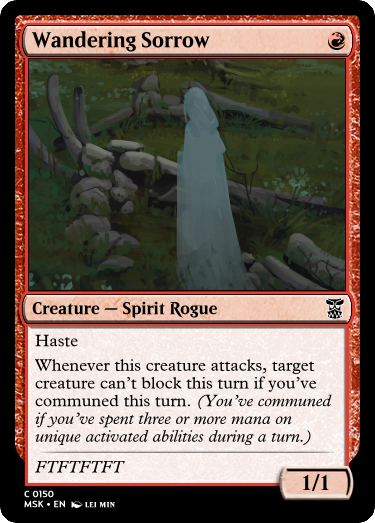 Wandering Sorrow
Creature — Spirit Rogue
Haste
Whenever this creature attacks, target
creature can't block this turn if you've
communed this turn. (You've communed
if you've spent three or more mana on
unique activated abilities during a turn.)
FTFTFTFT
1/1
C 0150
MSK • EN LEI MIN